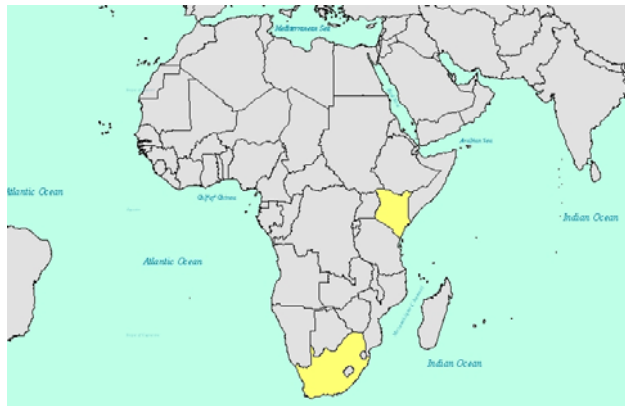 Mediterranean Sea
Arabian Sea
Atlantic Ocean
Gulf of Guinea
Indian Ocean
Atlantic Ocean
Indian Ocean